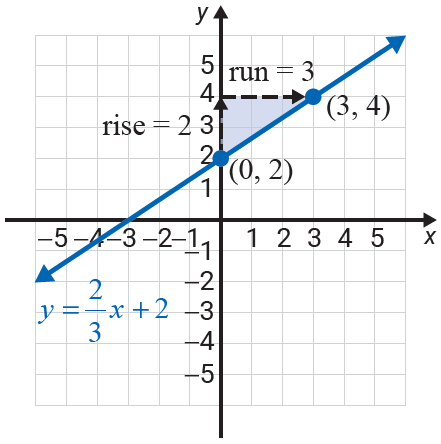 y
5
run = 3
4
(3, 4)
rise = 2
3
2
(0, 2)
1
−5 −4 −3 −2 −1 1 2 3 4 5 x
−1
−2
y = 2/3 x + 2
−3
−4
−5